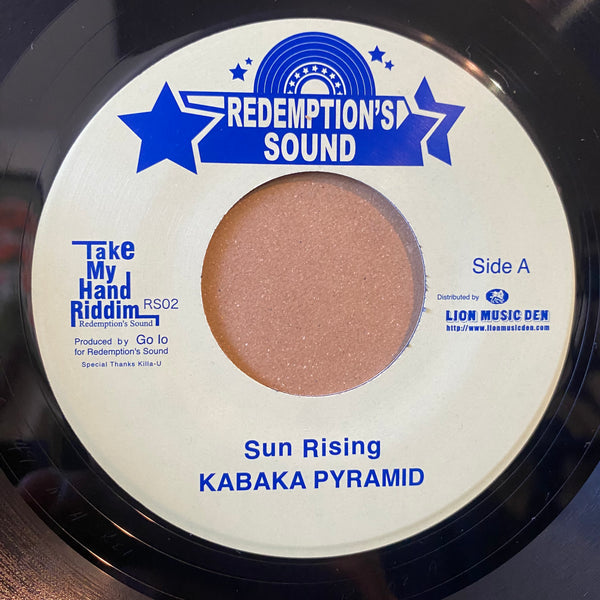 REDEMPTION'S
SOUND
Take
My
Hand
Riddim
RS02
Redemption's Sound
Produced by Go Io
for Redemption's Sound
Special Thanks Killa-U
Side A
Distributed by
LION MUSIC DEN
http://www.lionmusicden.com
Sun Rising
KABAKA PYRAMID